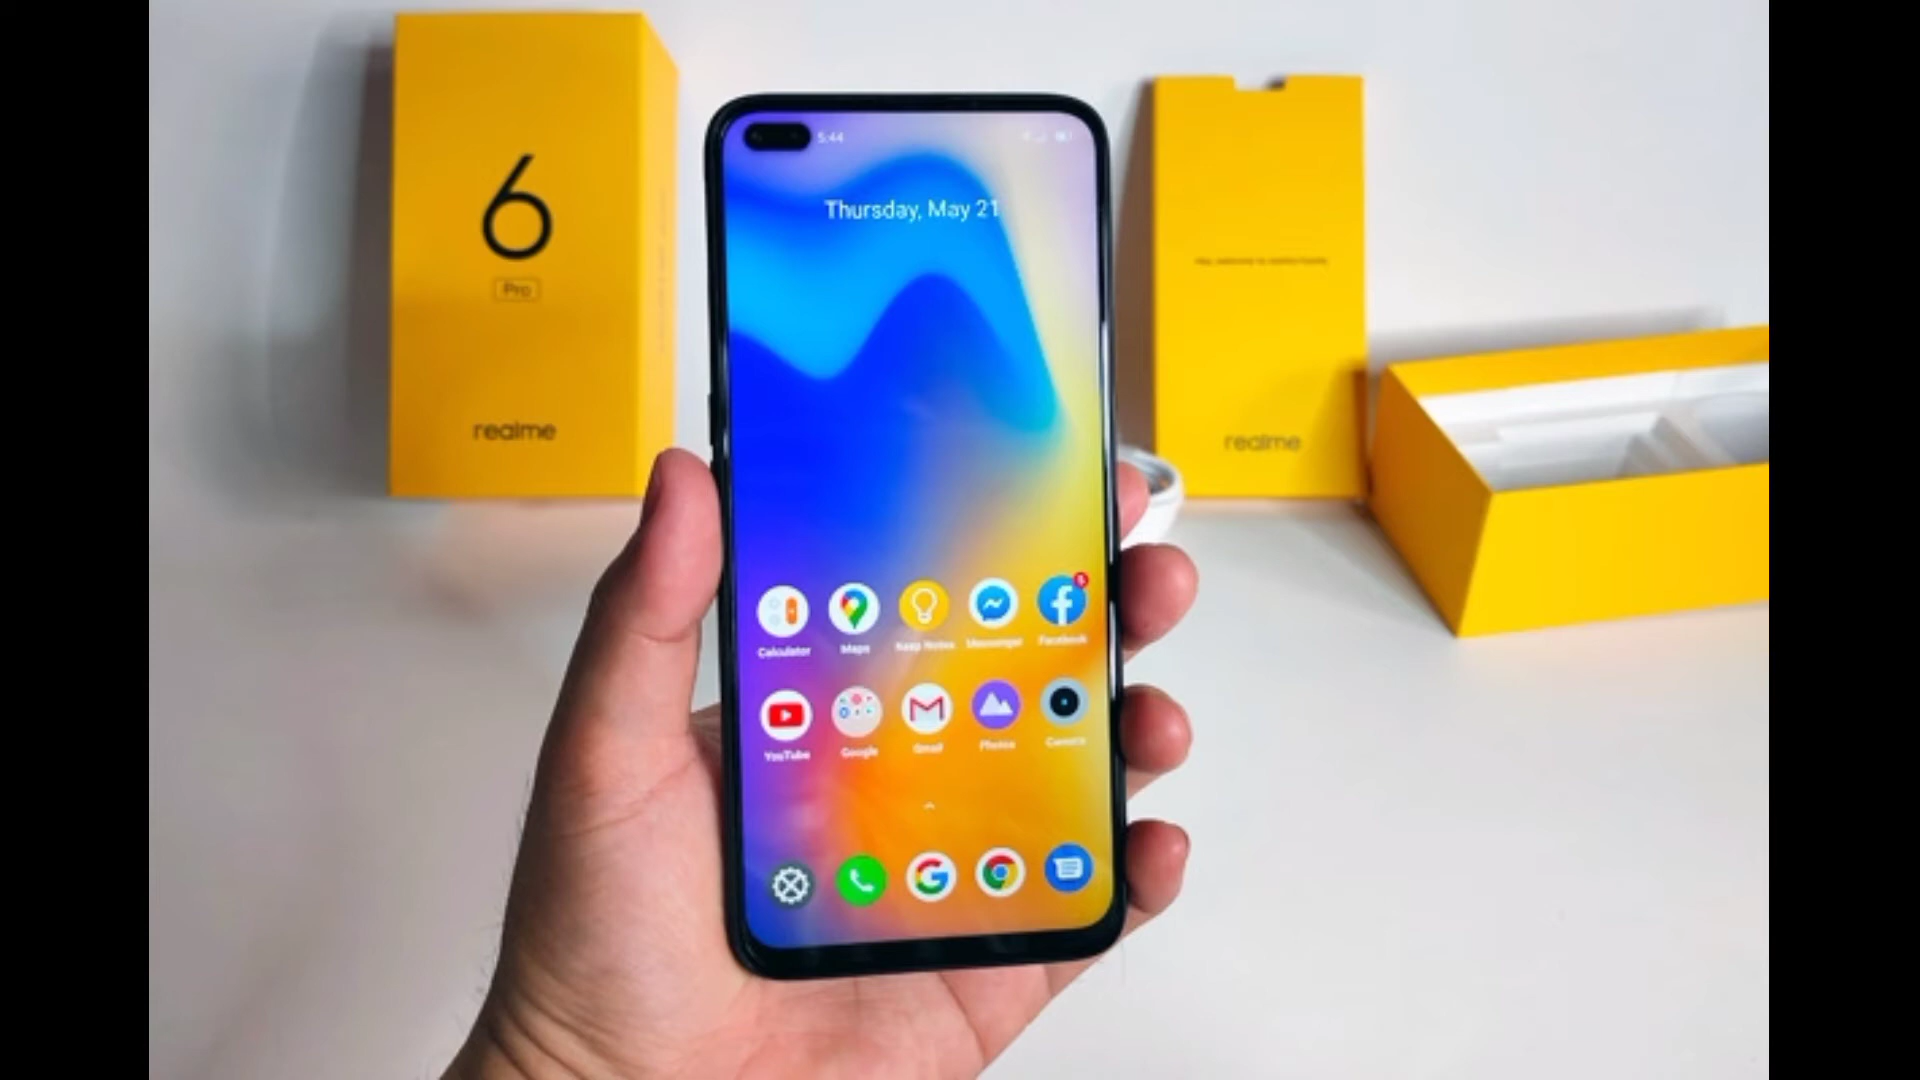 6
Pro
realme
5:44
Thursday, May 21
Calculator
Maps
Keep Notes
Messenger
Facebook
YouTube
Google
Gmail
Photos
Camera
realme